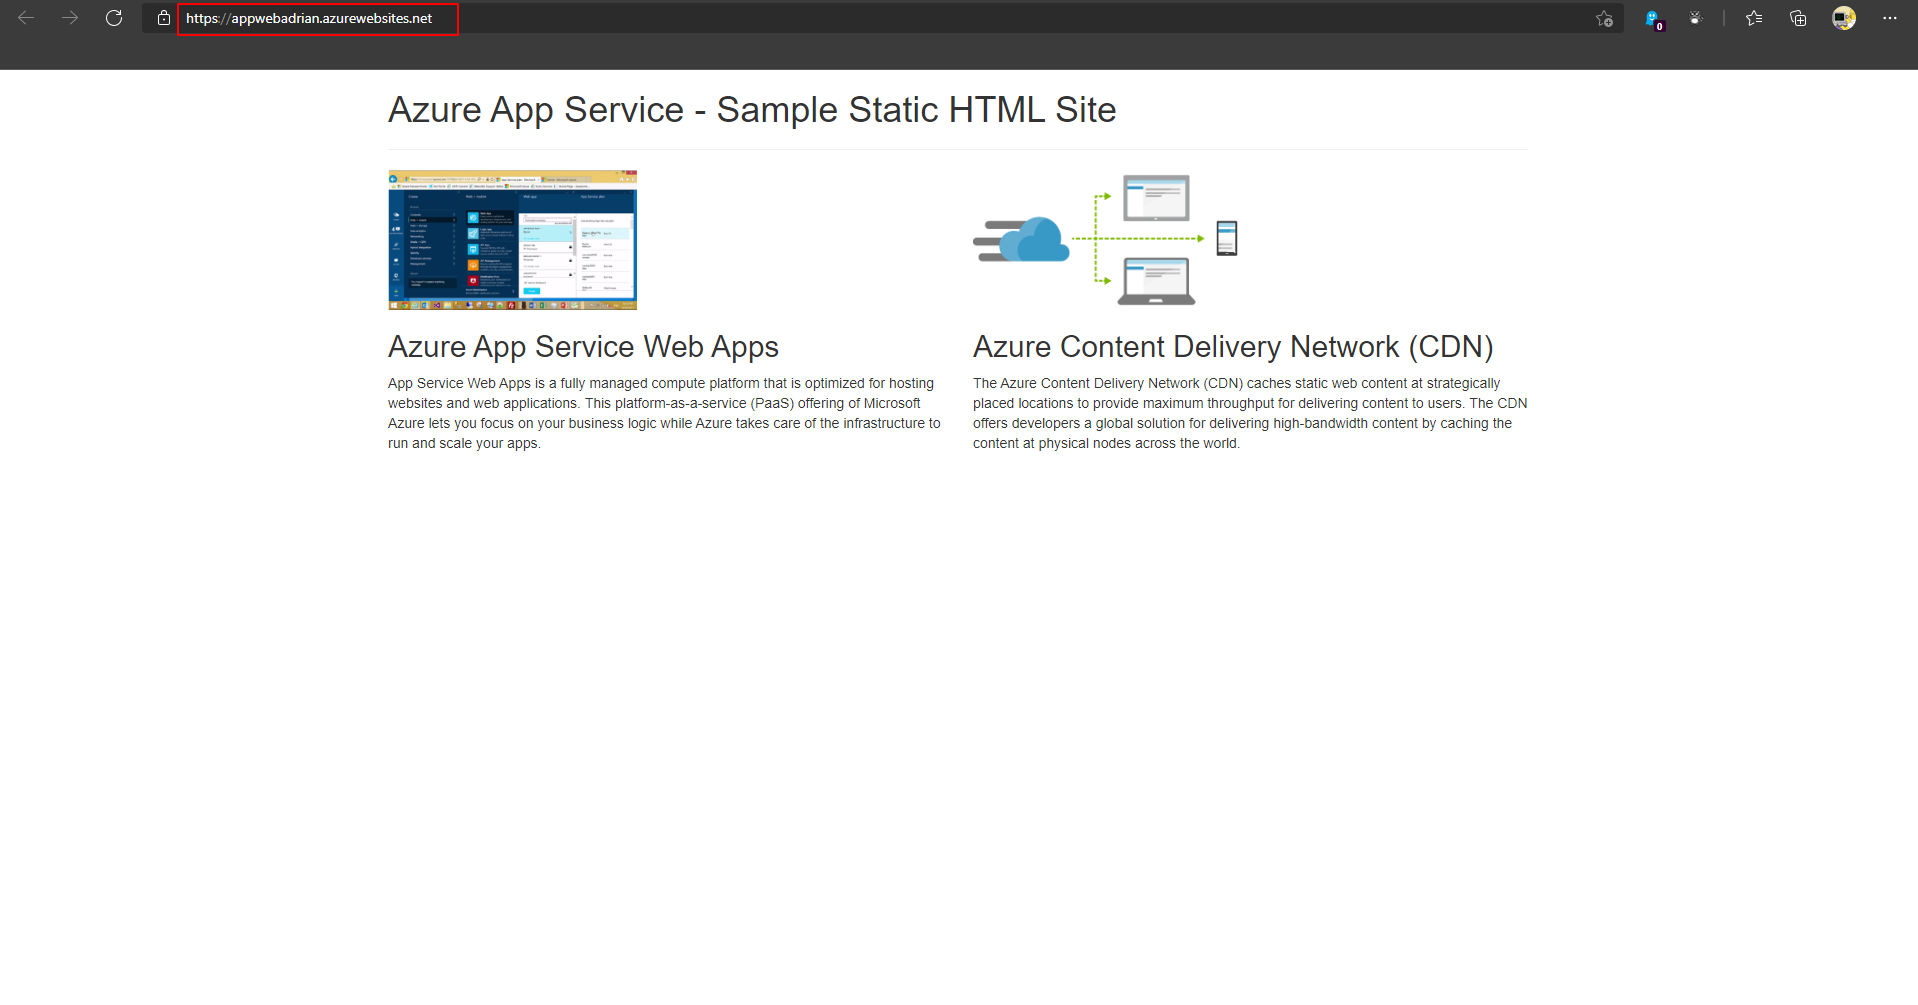 https://appwebadrian.azurewebsites.net
0
Azure App Service - Sample Static HTML Site
Azure App Service Web Apps
App Service Web Apps is a fully managed compute platform that is optimized for hosting
websites and web applications. This platform-as-a-service (PaaS) offering of Microsoft
Azure lets you focus on your business logic while Azure takes care of the infrastructure to
run and scale your apps.
Azure Content Delivery Network (CDN)
The Azure Content Delivery Network (CDN) caches static web content at strategically
placed locations to provide maximum throughput for delivering content to users. The CDN
offers developers a global solution for delivering high-bandwidth content by caching the
content at physical nodes across the world.